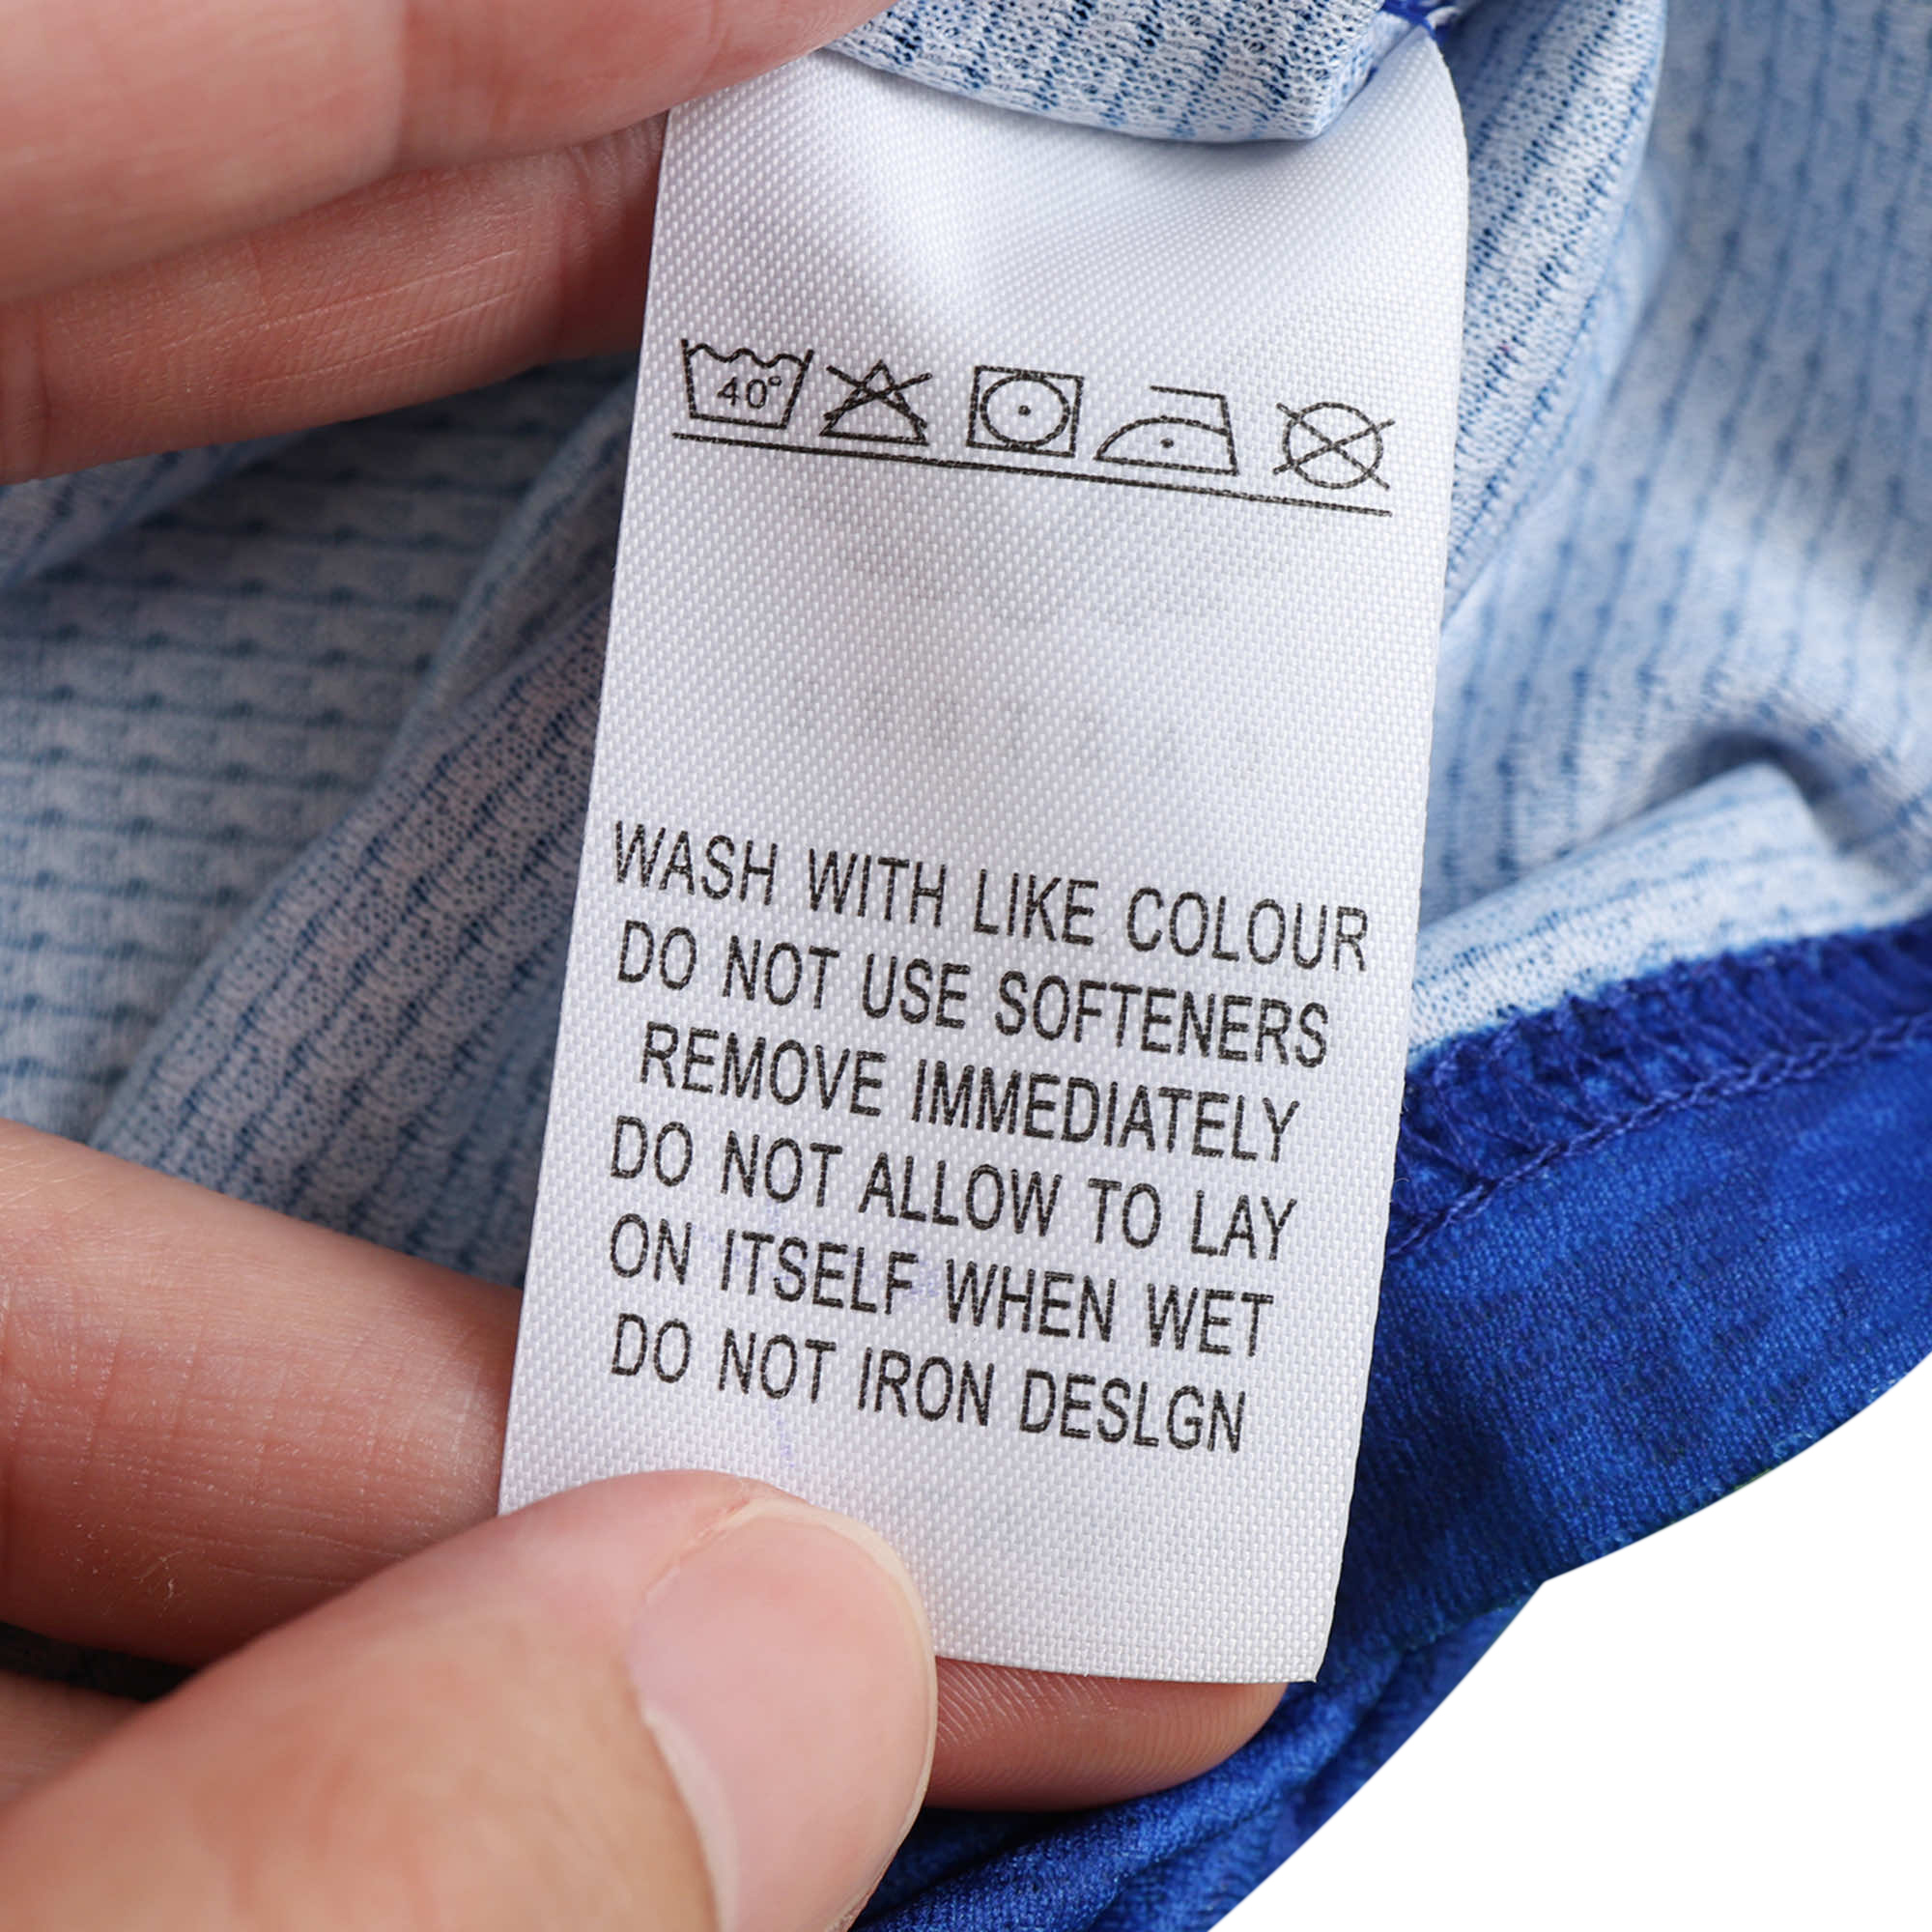 40°
WASH WITH LIKE COLOUR
DO NOT USE SOFTENERS
REMOVE IMMEDIATELY
DO NOT ALLOW TO LAY
ON ITSELF WHEN WET
DO NOT IRON DESLGN